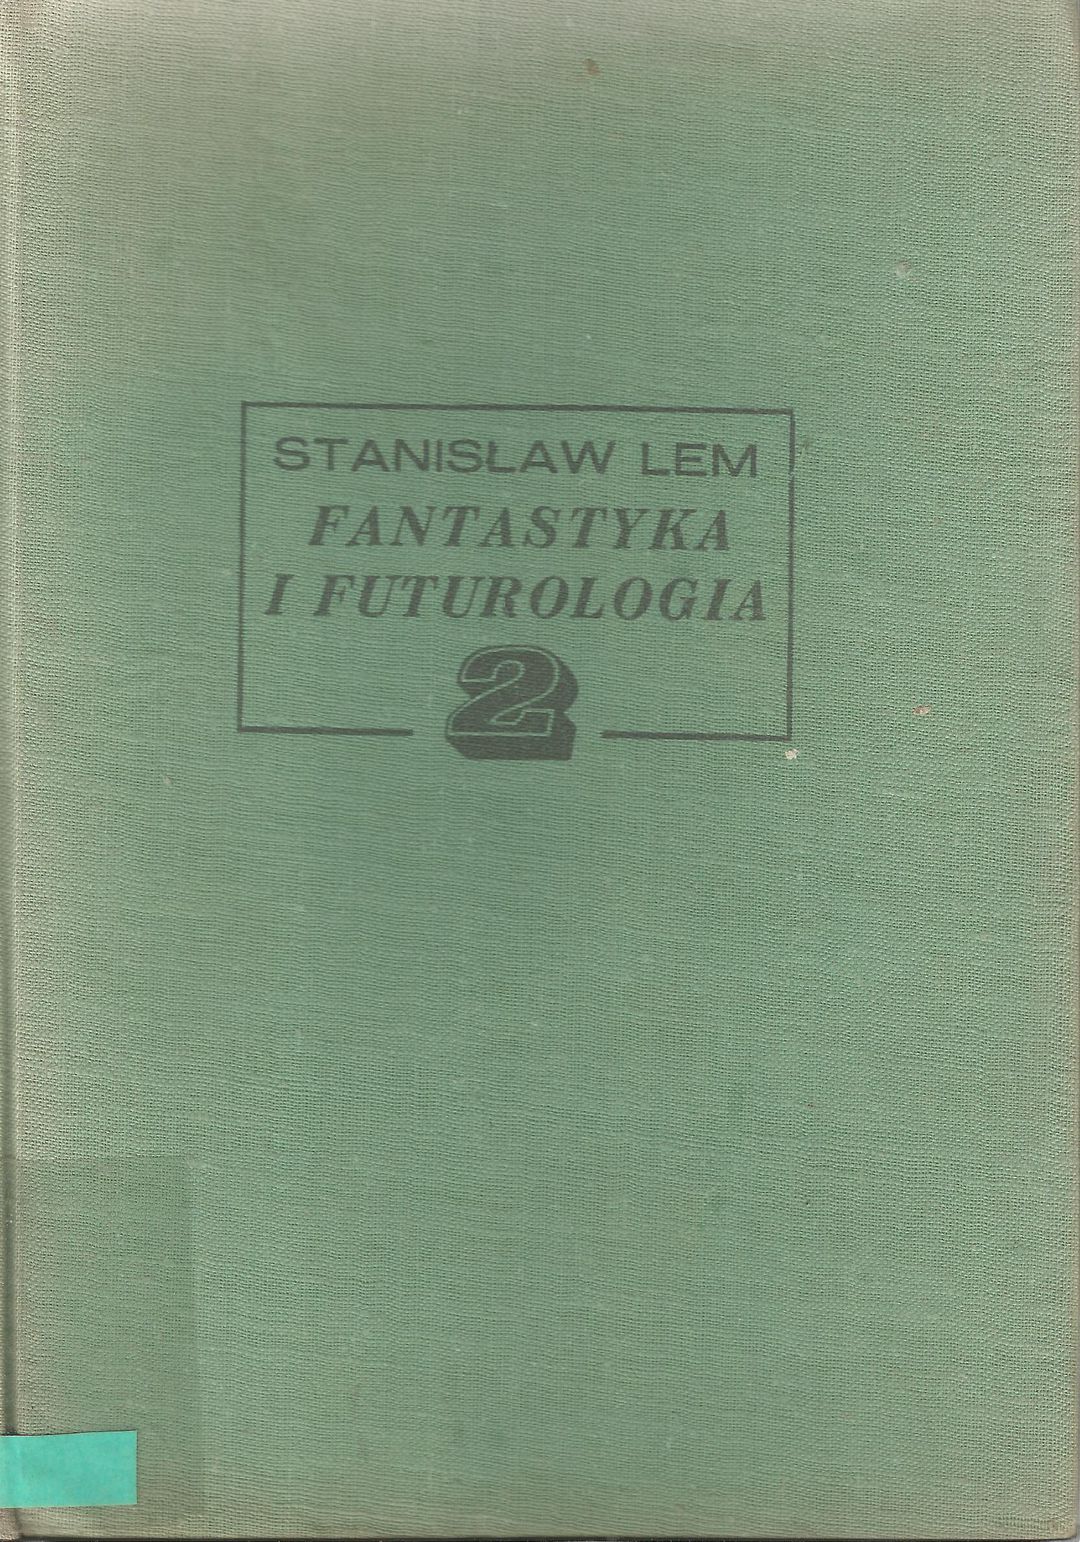 STANISŁAW LEM
FANTASTYKA
I FUTUROLOGIA
2